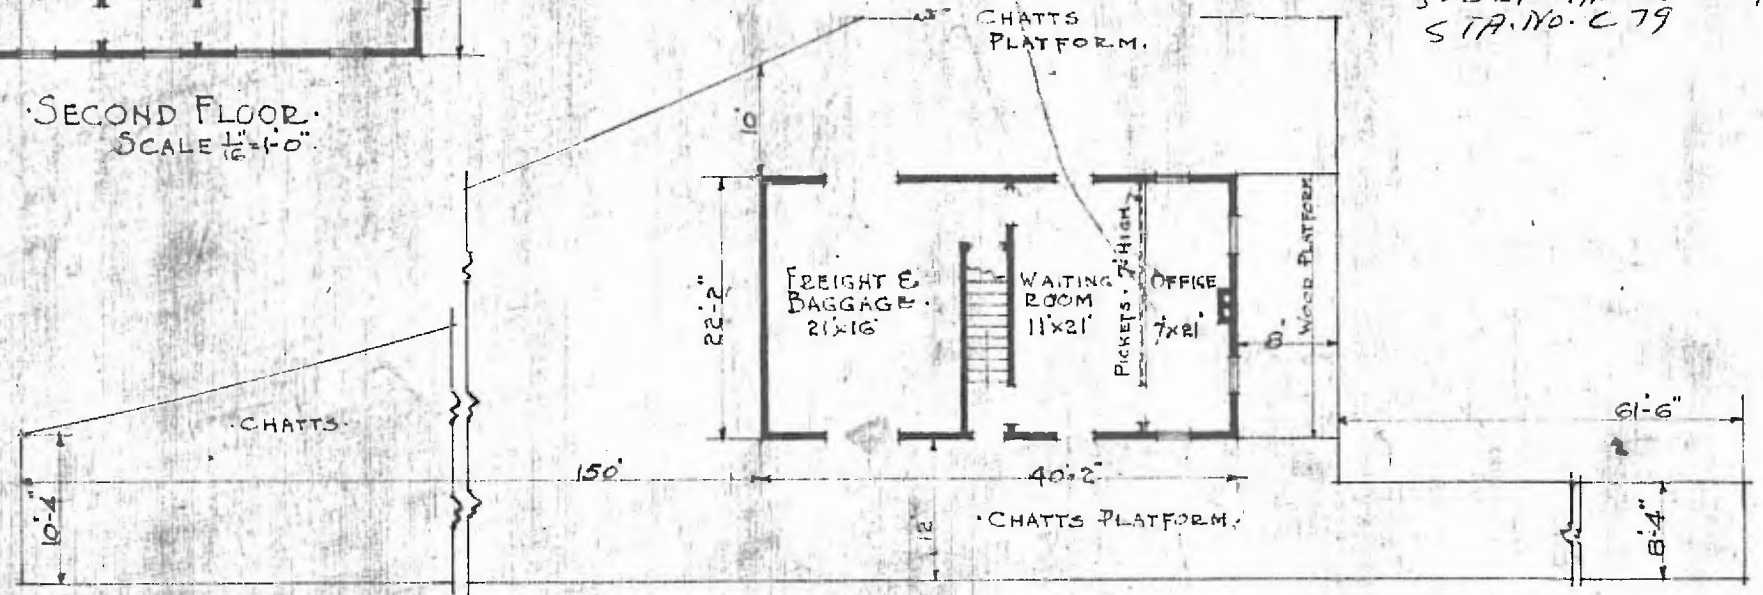 CHATTS
PLATFORM.
STA. NO. C 79
·SECOND FLOOR·
SCALE 1/16"=1'-0".
10'
22'-2"
FREIGHT &
BAGGAGE.
21'x16'
WAITING
ROOM
11'x21'
PICKETS. 7' HIGH
OFFICE
7'x21'
8'
WOOD PLATFORM
·CHATTS·
61'-6"
150'
40'-2"
10'-4"
12
·CHATTS PLATFORM.
8'-4"